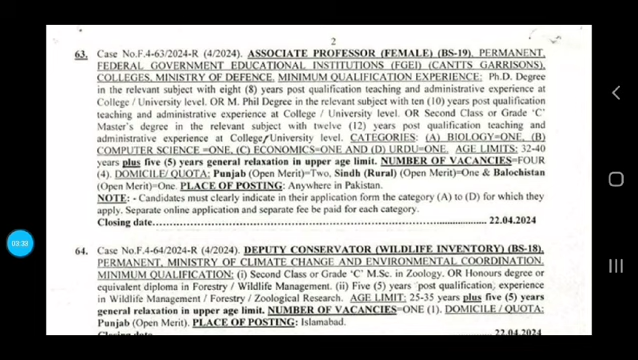 2
63. Case No.F.4-63/2024-R (4/2024). ASSOCIATE PROFESSOR (FEMALE) (BS-19), PERMANENT,
FEDERAL GOVERNMENT EDUCATIONAL INSTITUTIONS (FGEI) (CANTTS GARRISONS),
COLLEGES, MINISTRY OF DEFENCE. MINIMUM QUALIFICATION EXPERIENCE: Ph.D. Degree
in the relevant subject with eight (8) years post qualification teaching and administrative experience at
College / University level. OR M. Phil Degree in the relevant subject with ten (10) years post qualification
teaching and administrative experience at College / University level. OR Second Class or Grade 'C'
Master's degree in the relevant subject with twelve (12) years post qualification teaching and
administrative experience at College/University level. CATEGORIES: (A) BIOLOGY=ONE, (B)
COMPUTER SCIENCE =ONE, (C) ECONOMICS=ONE AND (D) URDU=ONE. AGE LIMITS: 32-40
years plus five (5) years general relaxation in upper age limit. NUMBER OF VACANCIES=FOUR
(4). DOMICILE/ QUOTA: Punjab (Open Merit)=Two, Sindh (Rural) (Open Merit)=One & Balochistan
(Open Merit)=One. PLACE OF POSTING: Anywhere in Pakistan.
NOTE: - Candidates must clearly indicate in their application form the category (A) to (D) for which they
apply. Separate online application and separate fee be paid for each category.
Closing date.......................................................................................... 22.04.2024
64. Case No.F.4-64/2024-R (4/2024). DEPUTY CONSERVATOR (WILDLIFE INVENTORY) (BS-18),
PERMANENT, MINISTRY OF CLIMATE CHANGE AND ENVIRONMENTAL COORDINATION.
MINIMUM QUALIFICATION: (i) Second Class or Grade 'C' M.Sc. in Zoology. OR Honours degree or
equivalent diploma in Forestry / Wildlife Management. (ii) Five (5) years post qualification, experience
in Wildlife Management / Forestry / Zoological Research. AGE LIMIT: 25-35 years plus five (5) years
general relaxation in upper age limit. NUMBER OF VACANCIES=ONE (1). DOMICILE / QUOTA:
Punjab (Open Merit). PLACE OF POSTING: Islamabad.
Closing date 22.04.2024
03:38